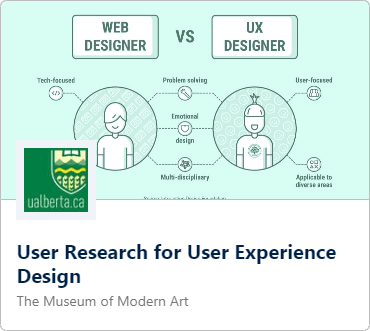 WEB
DESIGNER
VS
UX
DESIGNER
Tech-focused
Problem solving
User-focused
Emotional
design
Multi-disciplinary
Applicable to
diverse areas
ualberta.ca
User Research for User Experience
Design
The Museum of Modern Art